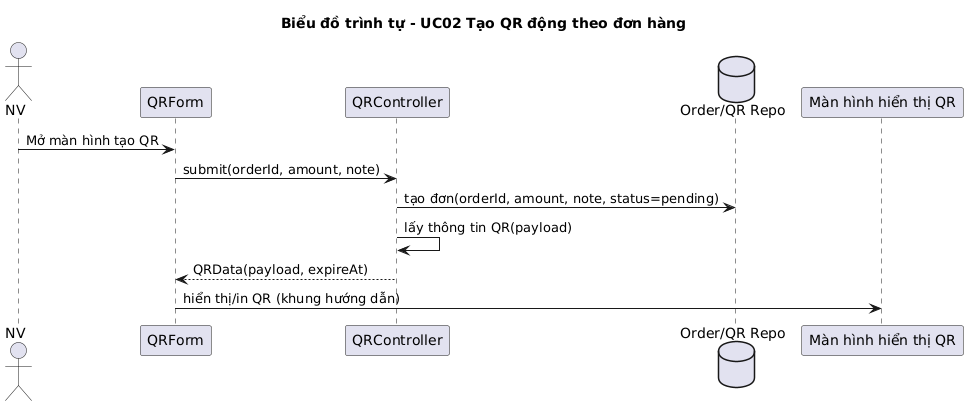 Biểu đồ trình tự - UC02 Tạo QR động theo đơn hàng
NV
QRForm
QRController
Order/QR Repo
Màn hình hiển thị QR
Mở màn hình tạo QR
submit(orderId, amount, note)
tạo đơn(orderId, amount, note, status=pending)
lấy thông tin QR(payload)
QRData(payload, expireAt)
hiển thị/in QR (khung hướng dẫn)
NV
QRForm
QRController
Order/QR Repo
Màn hình hiển thị QR